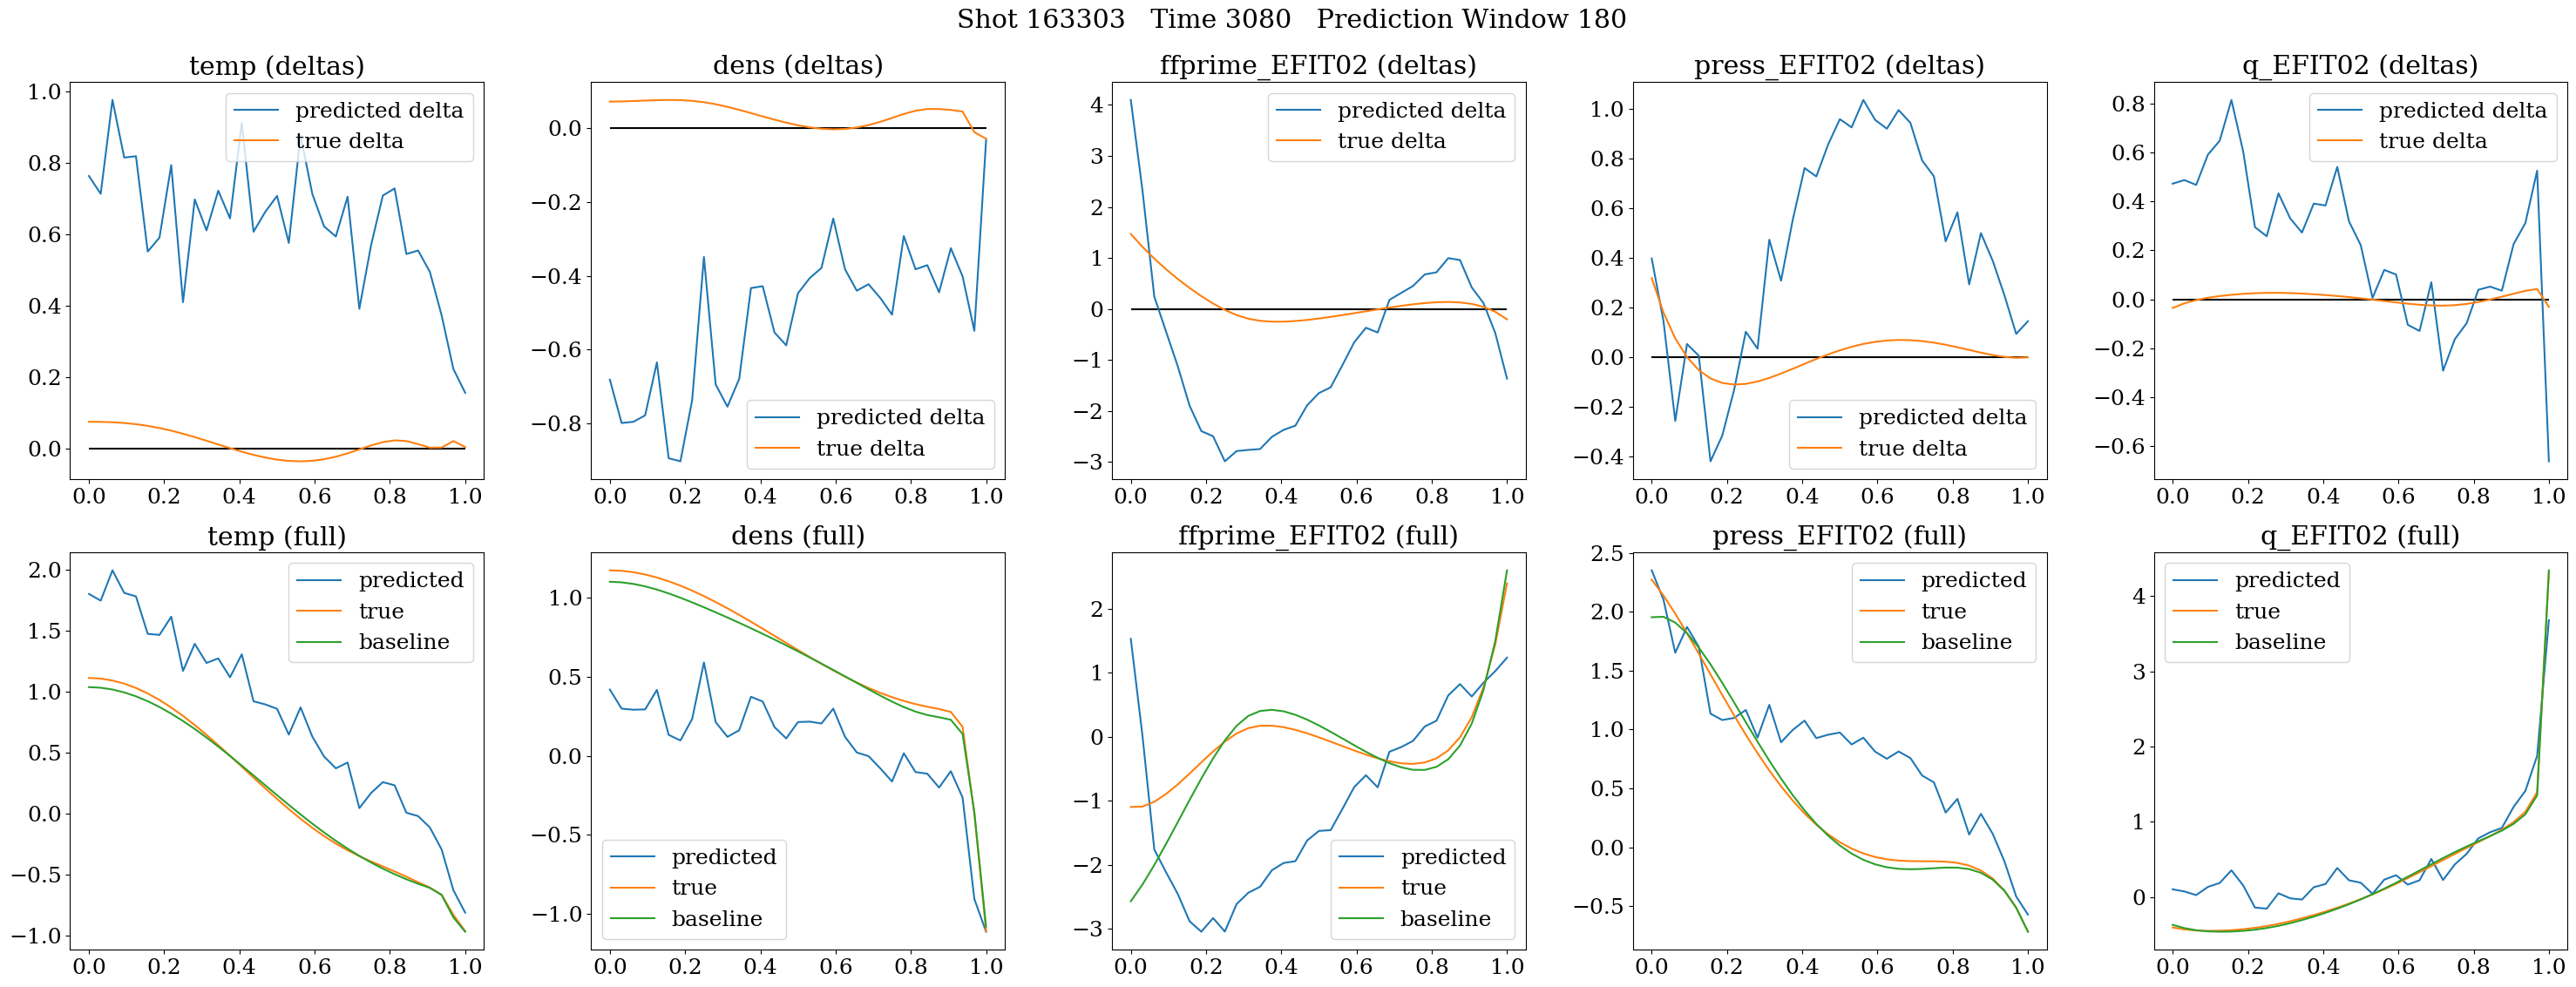 Shot 163303   Time 3080   Prediction Window 180
temp (deltas)
1.0
0.8
0.6
0.4
0.2
0.0
predicted delta
true delta
0.0 0.2 0.4 0.6 0.8 1.0
dens (deltas)
0.0
−0.2
−0.4
−0.6
−0.8
predicted delta
true delta
0.0 0.2 0.4 0.6 0.8 1.0
ffprime_EFIT02 (deltas)
4
3
2
1
0
−1
−2
−3
predicted delta
true delta
0.0 0.2 0.4 0.6 0.8 1.0
press_EFIT02 (deltas)
1.0
0.8
0.6
0.4
0.2
0.0
−0.2
−0.4
predicted delta
true delta
0.0 0.2 0.4 0.6 0.8 1.0
q_EFIT02 (deltas)
0.8
0.6
0.4
0.2
0.0
−0.2
−0.4
−0.6
predicted delta
true delta
0.0 0.2 0.4 0.6 0.8 1.0
temp (full)
2.0
1.5
1.0
0.5
0.0
−0.5
−1.0
predicted
true
baseline
0.0 0.2 0.4 0.6 0.8 1.0
dens (full)
1.0
0.5
0.0
−0.5
−1.0
predicted
true
baseline
0.0 0.2 0.4 0.6 0.8 1.0
ffprime_EFIT02 (full)
2
1
0
−1
−2
−3
predicted
true
baseline
0.0 0.2 0.4 0.6 0.8 1.0
press_EFIT02 (full)
2.5
2.0
1.5
1.0
0.5
0.0
−0.5
predicted
true
baseline
0.0 0.2 0.4 0.6 0.8 1.0
q_EFIT02 (full)
4
3
2
1
0
predicted
true
baseline
0.0 0.2 0.4 0.6 0.8 1.0